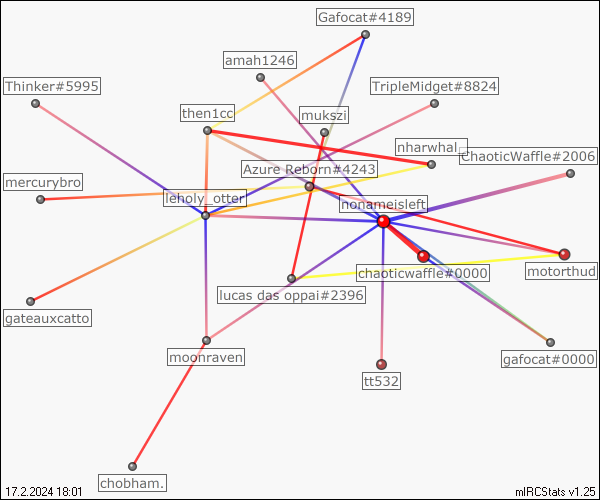 Gafocat#4189
amah1246
Thinker#5995
TripleMidget#8824
then1cc
mukszi
nharwhal_
ChaoticWaffle#2006
Azure Reborn#4243
mercurybro
leholy_otter
nonameisleft
chaoticwaffle#0000
motorthud
lucas das oppai#2396
gateauxcatto
moonraven
gafocat#0000
tt532
chobham.
17.2.2024 18:01
mIRCStats v1.25